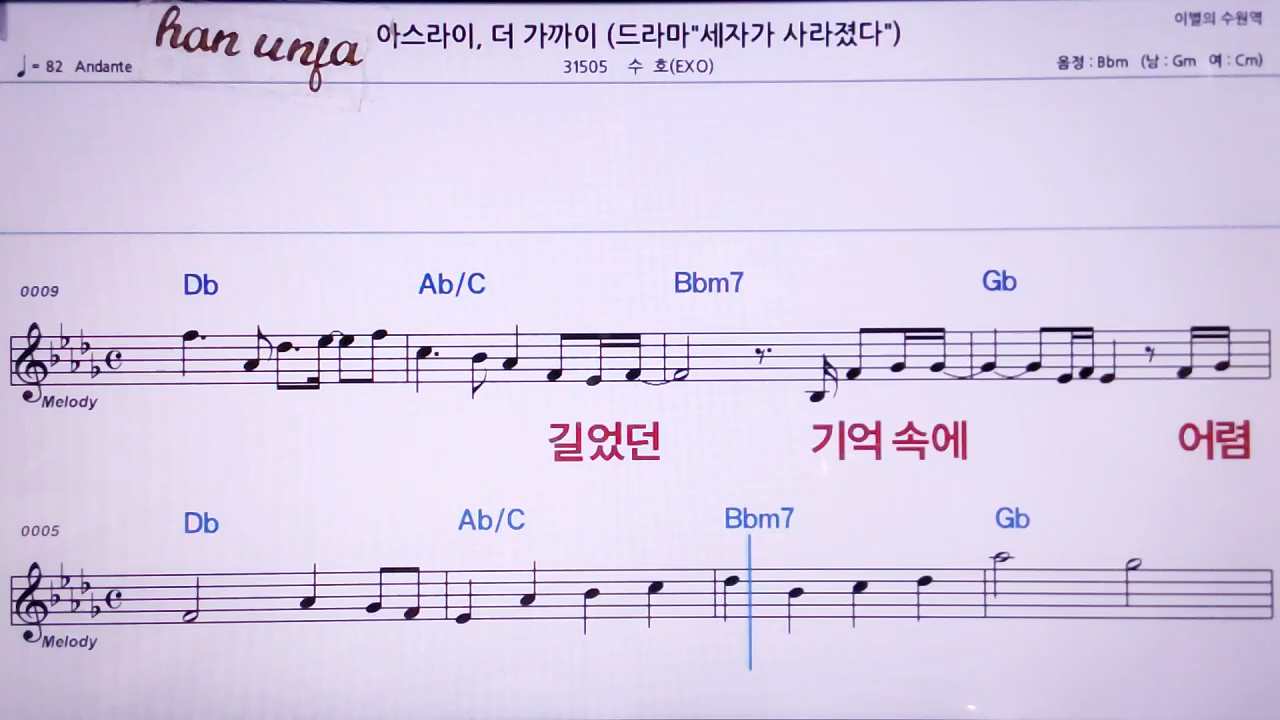 han unfa
아스라이, 더 가까이 (드라마"세자가 사라졌다")
이별의 수원역
♩= 82 Andante
31505 수 호(EXO)
음정 : Bbm (남 : Gm 여 : Cm)
0009
Db Ab/C Bbm7 Gb
Melody
길었던 기억 속에 어렴
0005
Db Ab/C Bbm7 Gb
Melody